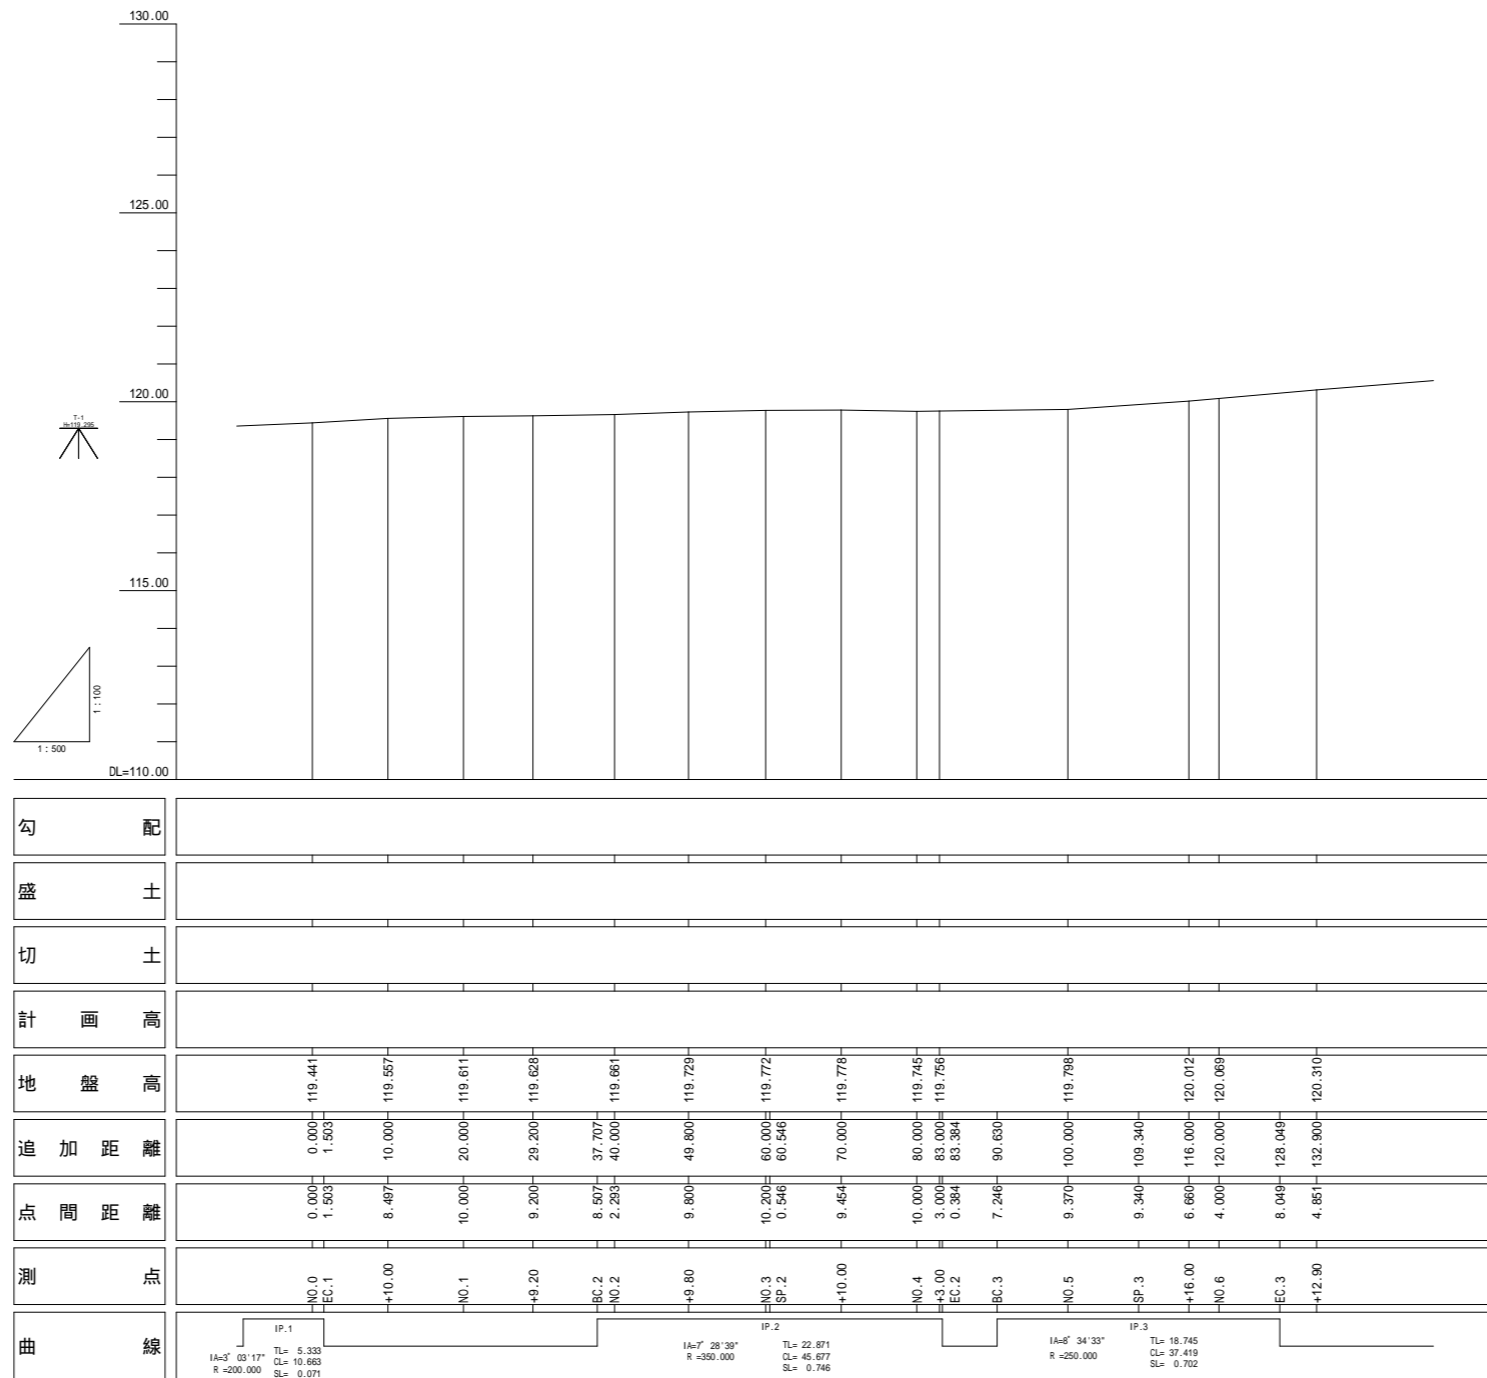 130.00
125.00
120.00
T-1
H=119.295
115.00
1:100
1:500
DL=110.00
勾 配
盛 土
切 土
計 画 高
地 盤 高 119.441 119.557 119.611 119.628 119.661 119.729 119.772 119.778 119.745 119.756 119.798 120.012 120.069 120.310
追 加 距 離 0.000 1.503 10.000 20.000 29.200 37.707 40.000 49.800 60.000 60.546 70.000 80.000 83.000 83.384 90.630 100.000 109.340 116.000 120.000 128.049 132.900
点 間 距 離 0.000 1.503 8.497 10.000 9.200 8.507 2.293 9.800 10.200 0.546 9.454 10.000 3.000 0.384 7.246 9.370 9.340 6.660 4.000 8.049 4.851
測 点 NO.0 EC.1 +10.00 NO.1 +9.20 BC.2 NO.2 +9.80 NO.3 SP.2 +10.00 NO.4 +3.00 EC.2 BC.3 NO.5 SP.3 +16.00 NO.6 EC.3 +12.90
曲 線
IP.1
IA=3° 03'17"
R =200.000
TL= 5.333
CL= 10.663
SL= 0.071
IP.2
IA=7° 28'39"
R =350.000
TL= 22.871
CL= 45.677
SL= 0.746
IP.3
IA=8° 34'33"
R =250.000
TL= 18.745
CL= 37.419
SL= 0.702